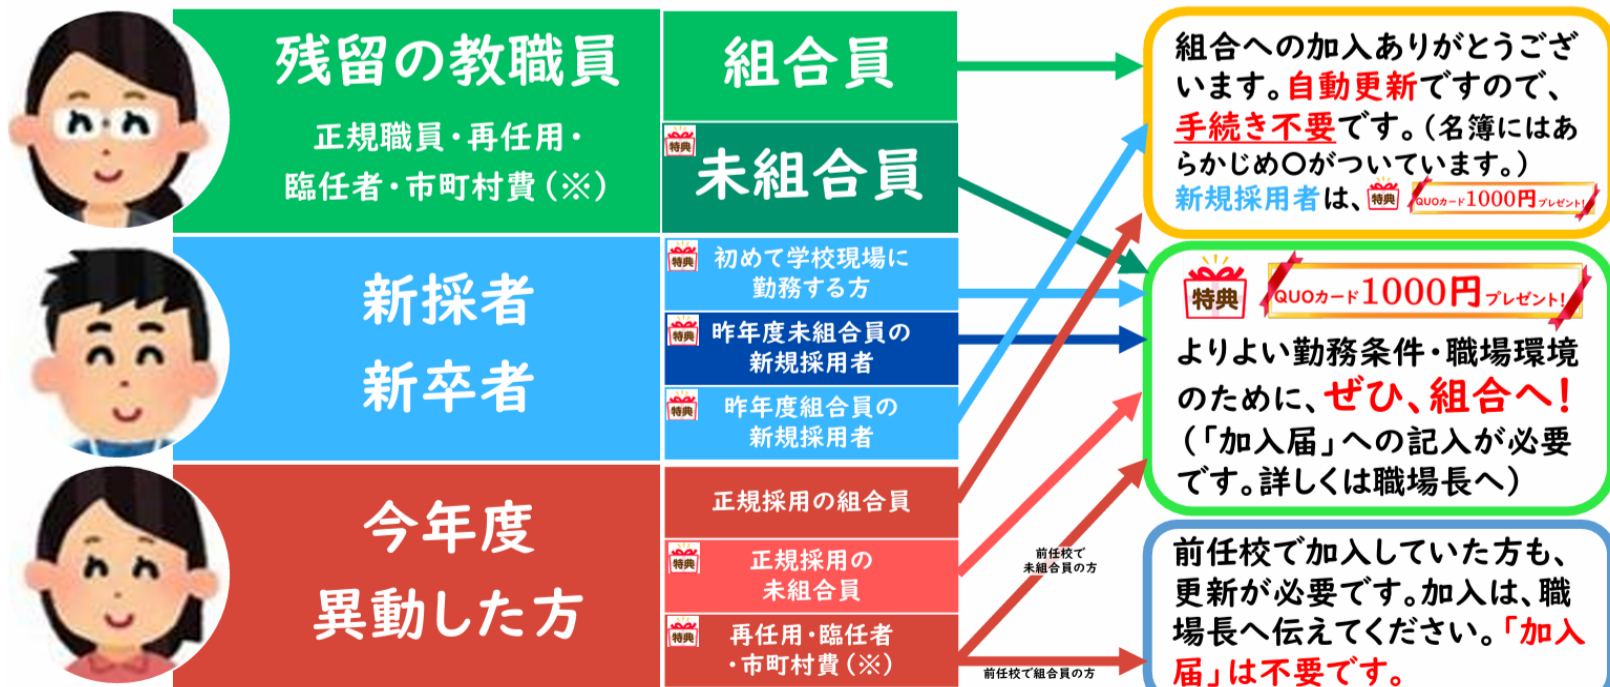 残留の教職員
正規職員・再任用・
臨任者・市町村費(※)
組合員
特典
未組合員
新採者
新卒者
特典
初めて学校現場に
勤務する方
特典
昨年度未組合員の
新規採用者
特典
昨年度組合員の
新規採用者
今年度
異動した方
正規採用の組合員
特典
正規採用の
未組合員
特典
再任用・臨任者
・市町村費(※)
前任校で
未組合員の方
前任校で組合員の方
組合への加入ありがとうござ
います。自動更新ですので、
手続き不要です。(名簿にはあ
らかじめ〇がついています。)
新規採用者は、特典 QUOカード1000円プレゼント!
特典 QUOカード1000円プレゼント!
よりよい勤務条件・職場環境
のために、ぜひ、組合へ!
(「加入届」への記入が必要
です。詳しくは職場長へ)
前任校で加入していた方も、
更新が必要です。加入は、職
場長へ伝えてください。「加入
届」は不要です。